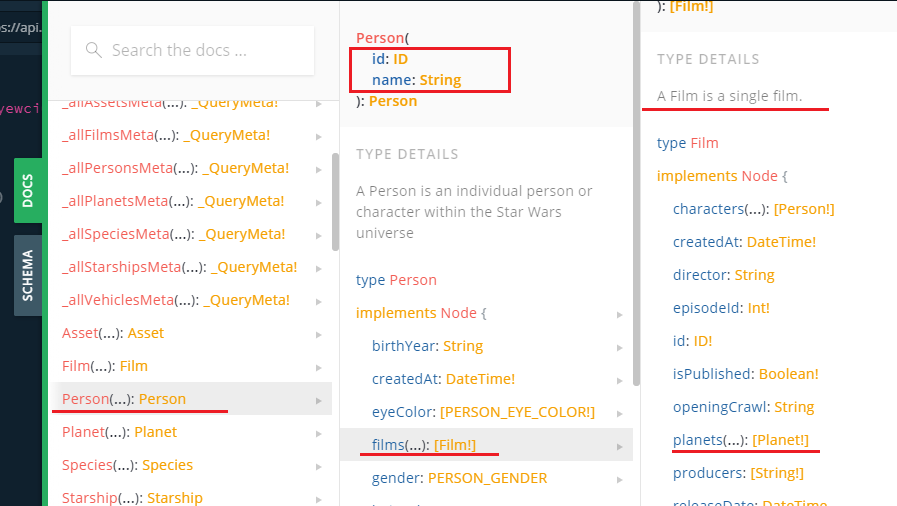 s://api.
yewci
DOCS
SCHEMA
Search the docs ...
_allAssetsMeta(...): _QueryMeta!
_allFilmsMeta(...): _QueryMeta!
_allPersonsMeta(...): _QueryMeta!
_allPlanetsMeta(...): _QueryMeta!
_allSpeciesMeta(...): _QueryMeta!
_allStarshipsMeta(...): _QueryMeta!
_allVehiclesMeta(...): _QueryMeta!
Asset(...): Asset
Film(...): Film
Person(...): Person
Planet(...): Planet
Species(...): Species
Starship(...): Starship
Person(
id: ID
name: String
): Person
TYPE DETAILS
A Person is an individual person or
character within the Star Wars
universe
type Person
implements Node {
birthYear: String
createdAt: DateTime!
eyeColor: [PERSON_EYE_COLOR!]
films(...): [Film!]
gender: PERSON_GENDER
): [Film!]
TYPE DETAILS
A Film is a single film.
type Film
implements Node {
characters(...): [Person!]
createdAt: DateTime!
director: String
episodeId: Int!
id: ID!
isPublished: Boolean!
openingCrawl: String
planets(...): [Planet!]
producers: [String!]
releaseDate: DateTime